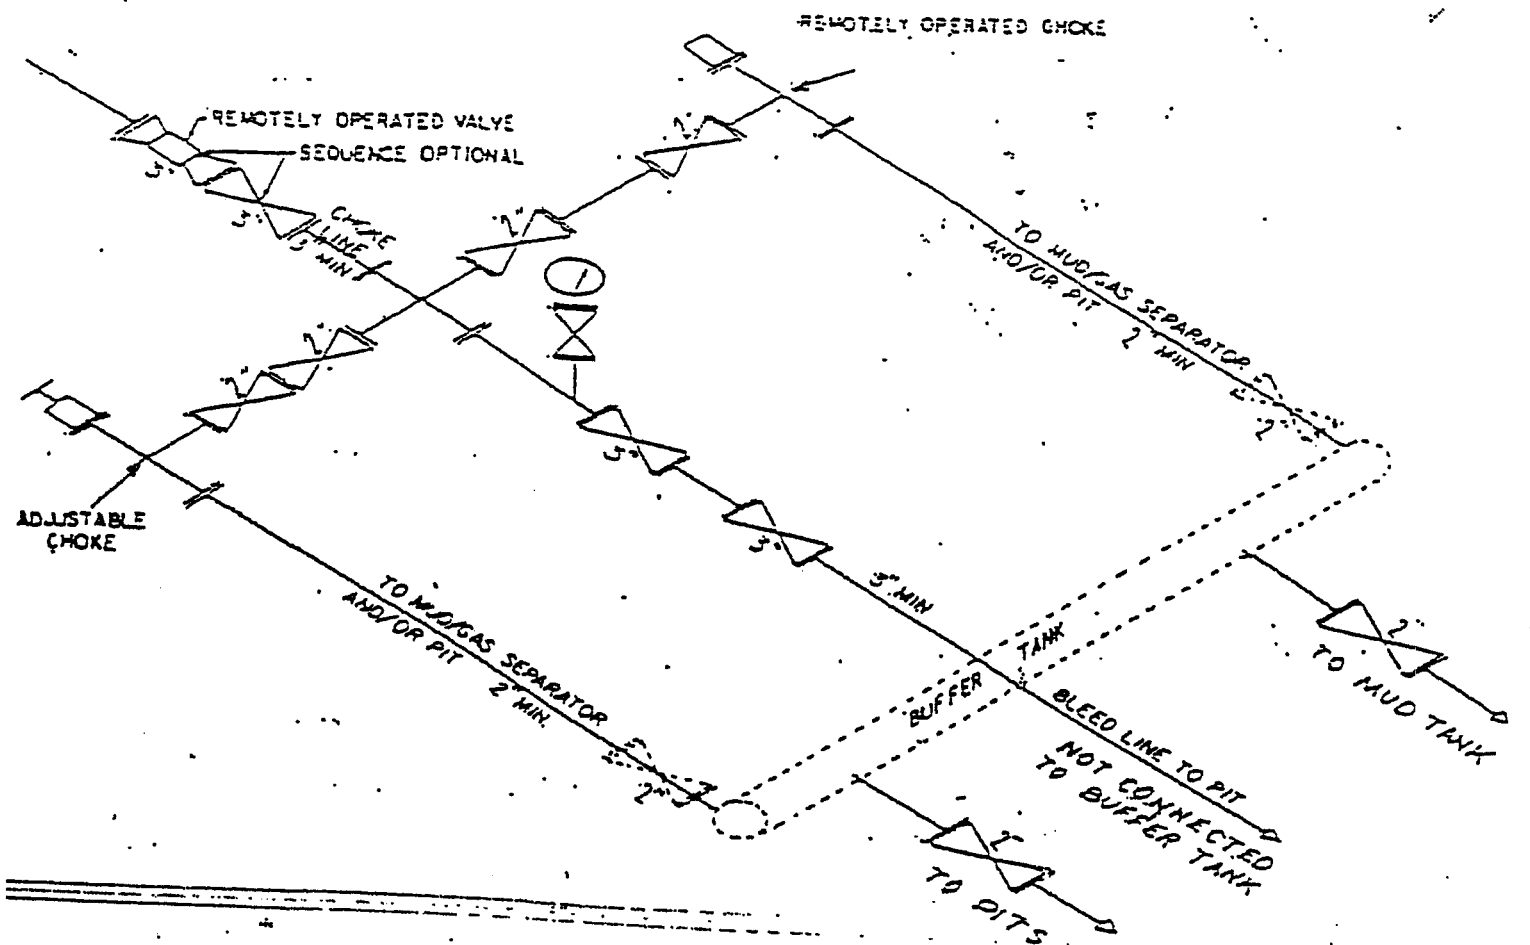 REMOTELY OPERATED CHOKE
REMOTELY OPERATED VALVE
SEQUENCE OPTIONAL
3"
3"
CHOKE
LINE
3" MIN
2"
2"
2"
2"
ADJUSTABLE
CHOKE
TO MUD/GAS SEPARATOR
AND/OR PIT 2" MIN
2"
3"
3"
3" MIN
TO MUD/GAS SEPARATOR
AND/OR PIT 2" MIN.
2"
BUFFER TANK
2"
TO MUD TANK
BLEED LINE TO PIT
NOT CONNECTED
TO BUFFER TANK
2"
TO PITS